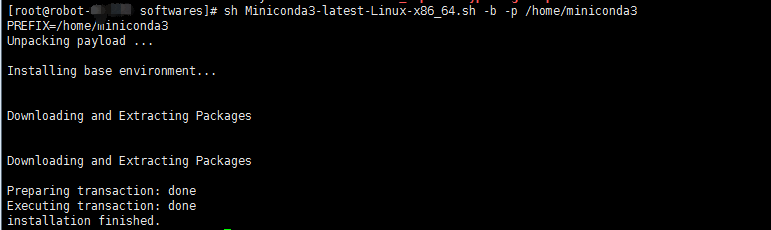 [root@robot- softwares]# sh Miniconda3-latest-Linux-x86_64.sh -b -p /home/miniconda3
PREFIX=/home/miniconda3
Unpacking payload ...
Installing base environment...
Downloading and Extracting Packages
Downloading and Extracting Packages
Preparing transaction: done
Executing transaction: done
installation finished.